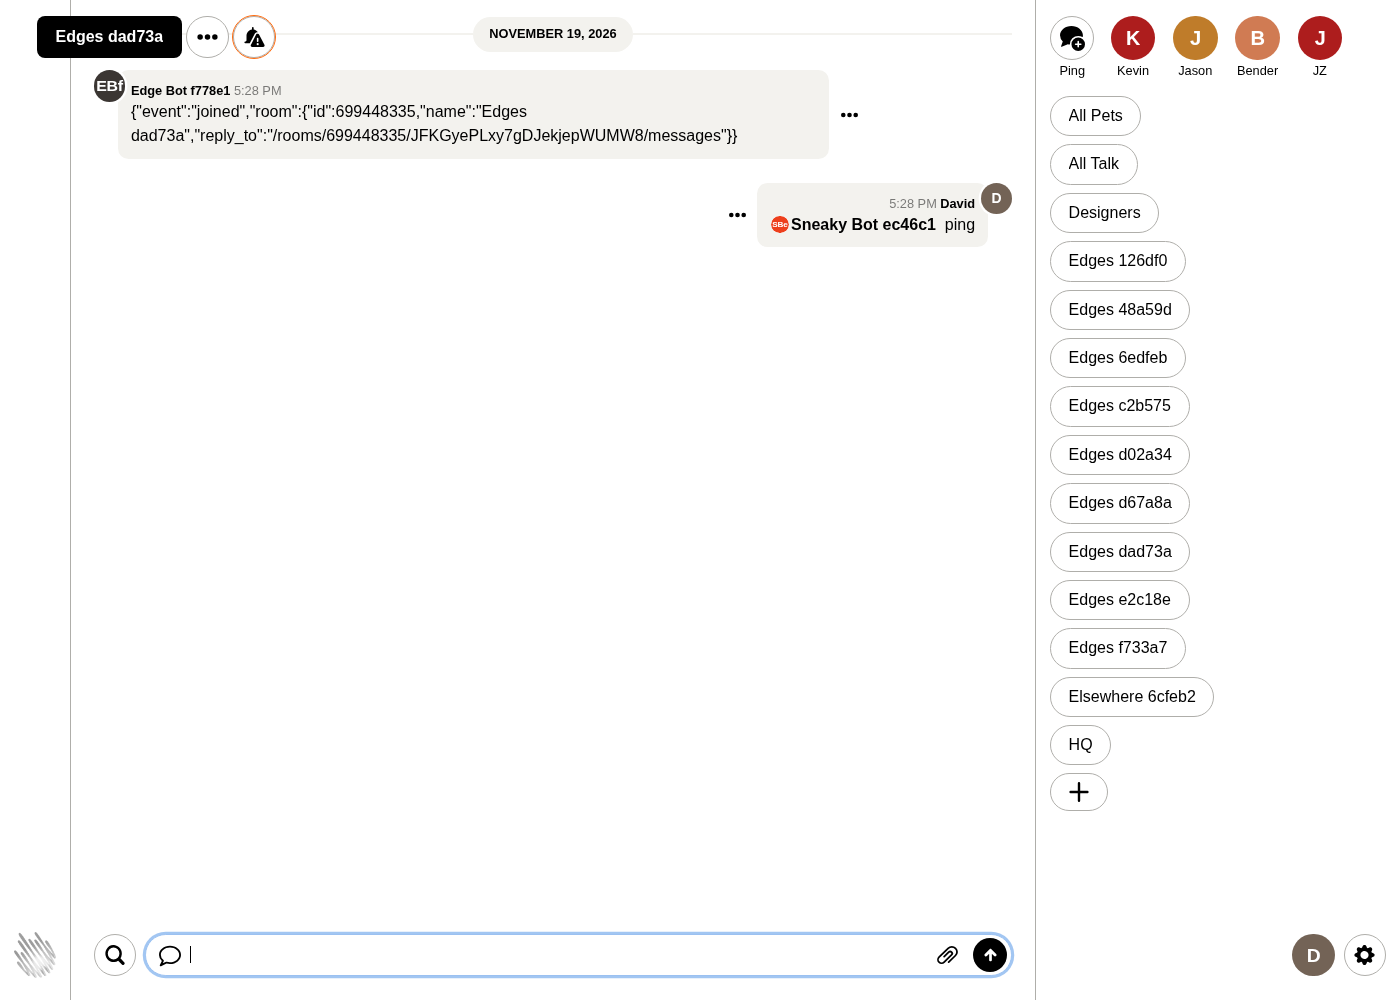 Edges dad73a
NOVEMBER 19, 2026
EBf
Edge Bot f778e1 5:28 PM
{"event":"joined","room":{"id":699448335,"name":"Edges
dad73a","reply_to":"/rooms/699448335/JFKGyePLxy7gDJekjepWUMW8/messages"}}
5:28 PM David
D
SBe Sneaky Bot ec46c1 ping
K
J
B
J
Ping
Kevin
Jason
Bender
JZ
All Pets
All Talk
Designers
Edges 126df0
Edges 48a59d
Edges 6edfeb
Edges c2b575
Edges d02a34
Edges d67a8a
Edges dad73a
Edges e2c18e
Edges f733a7
Elsewhere 6cfeb2
HQ
D